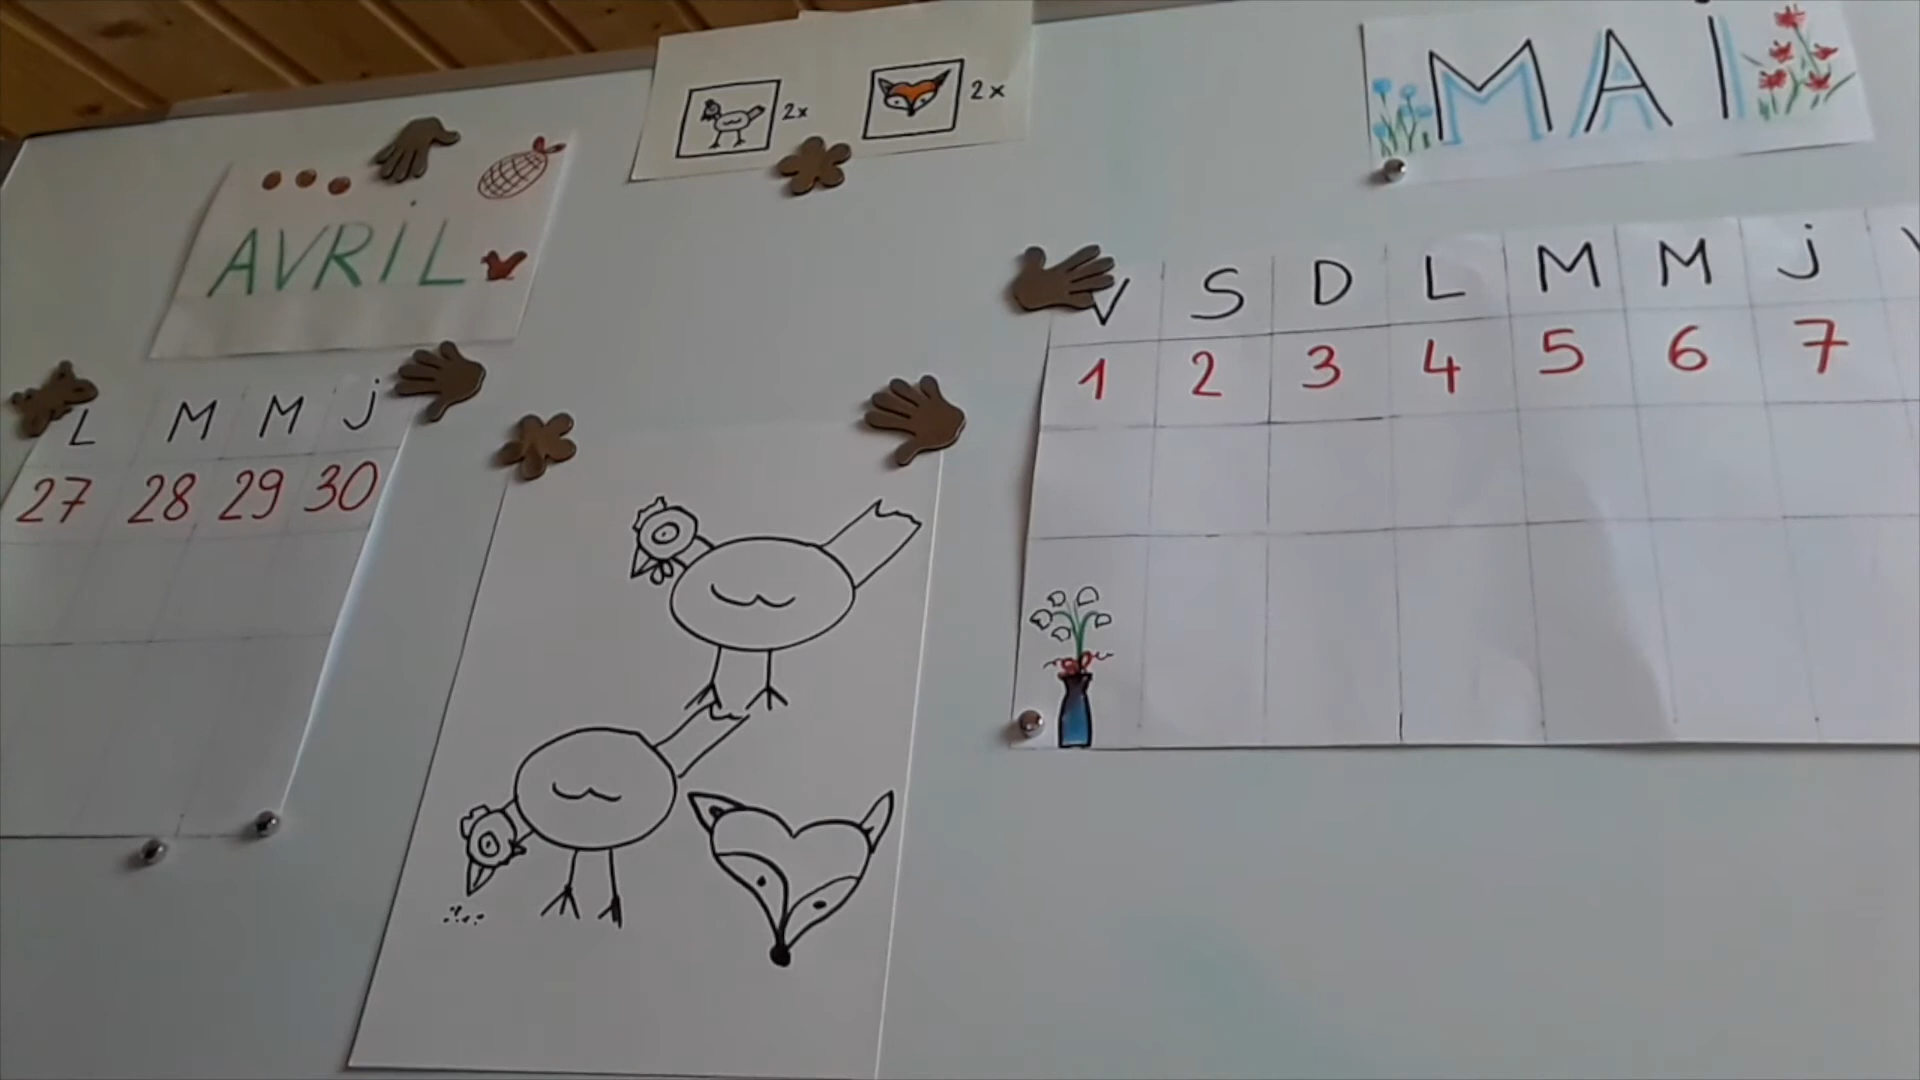 AVRIL
L M M j
27 28 29 30
2x 2x
MAI
V S D L M M j
1 2 3 4 5 6 7